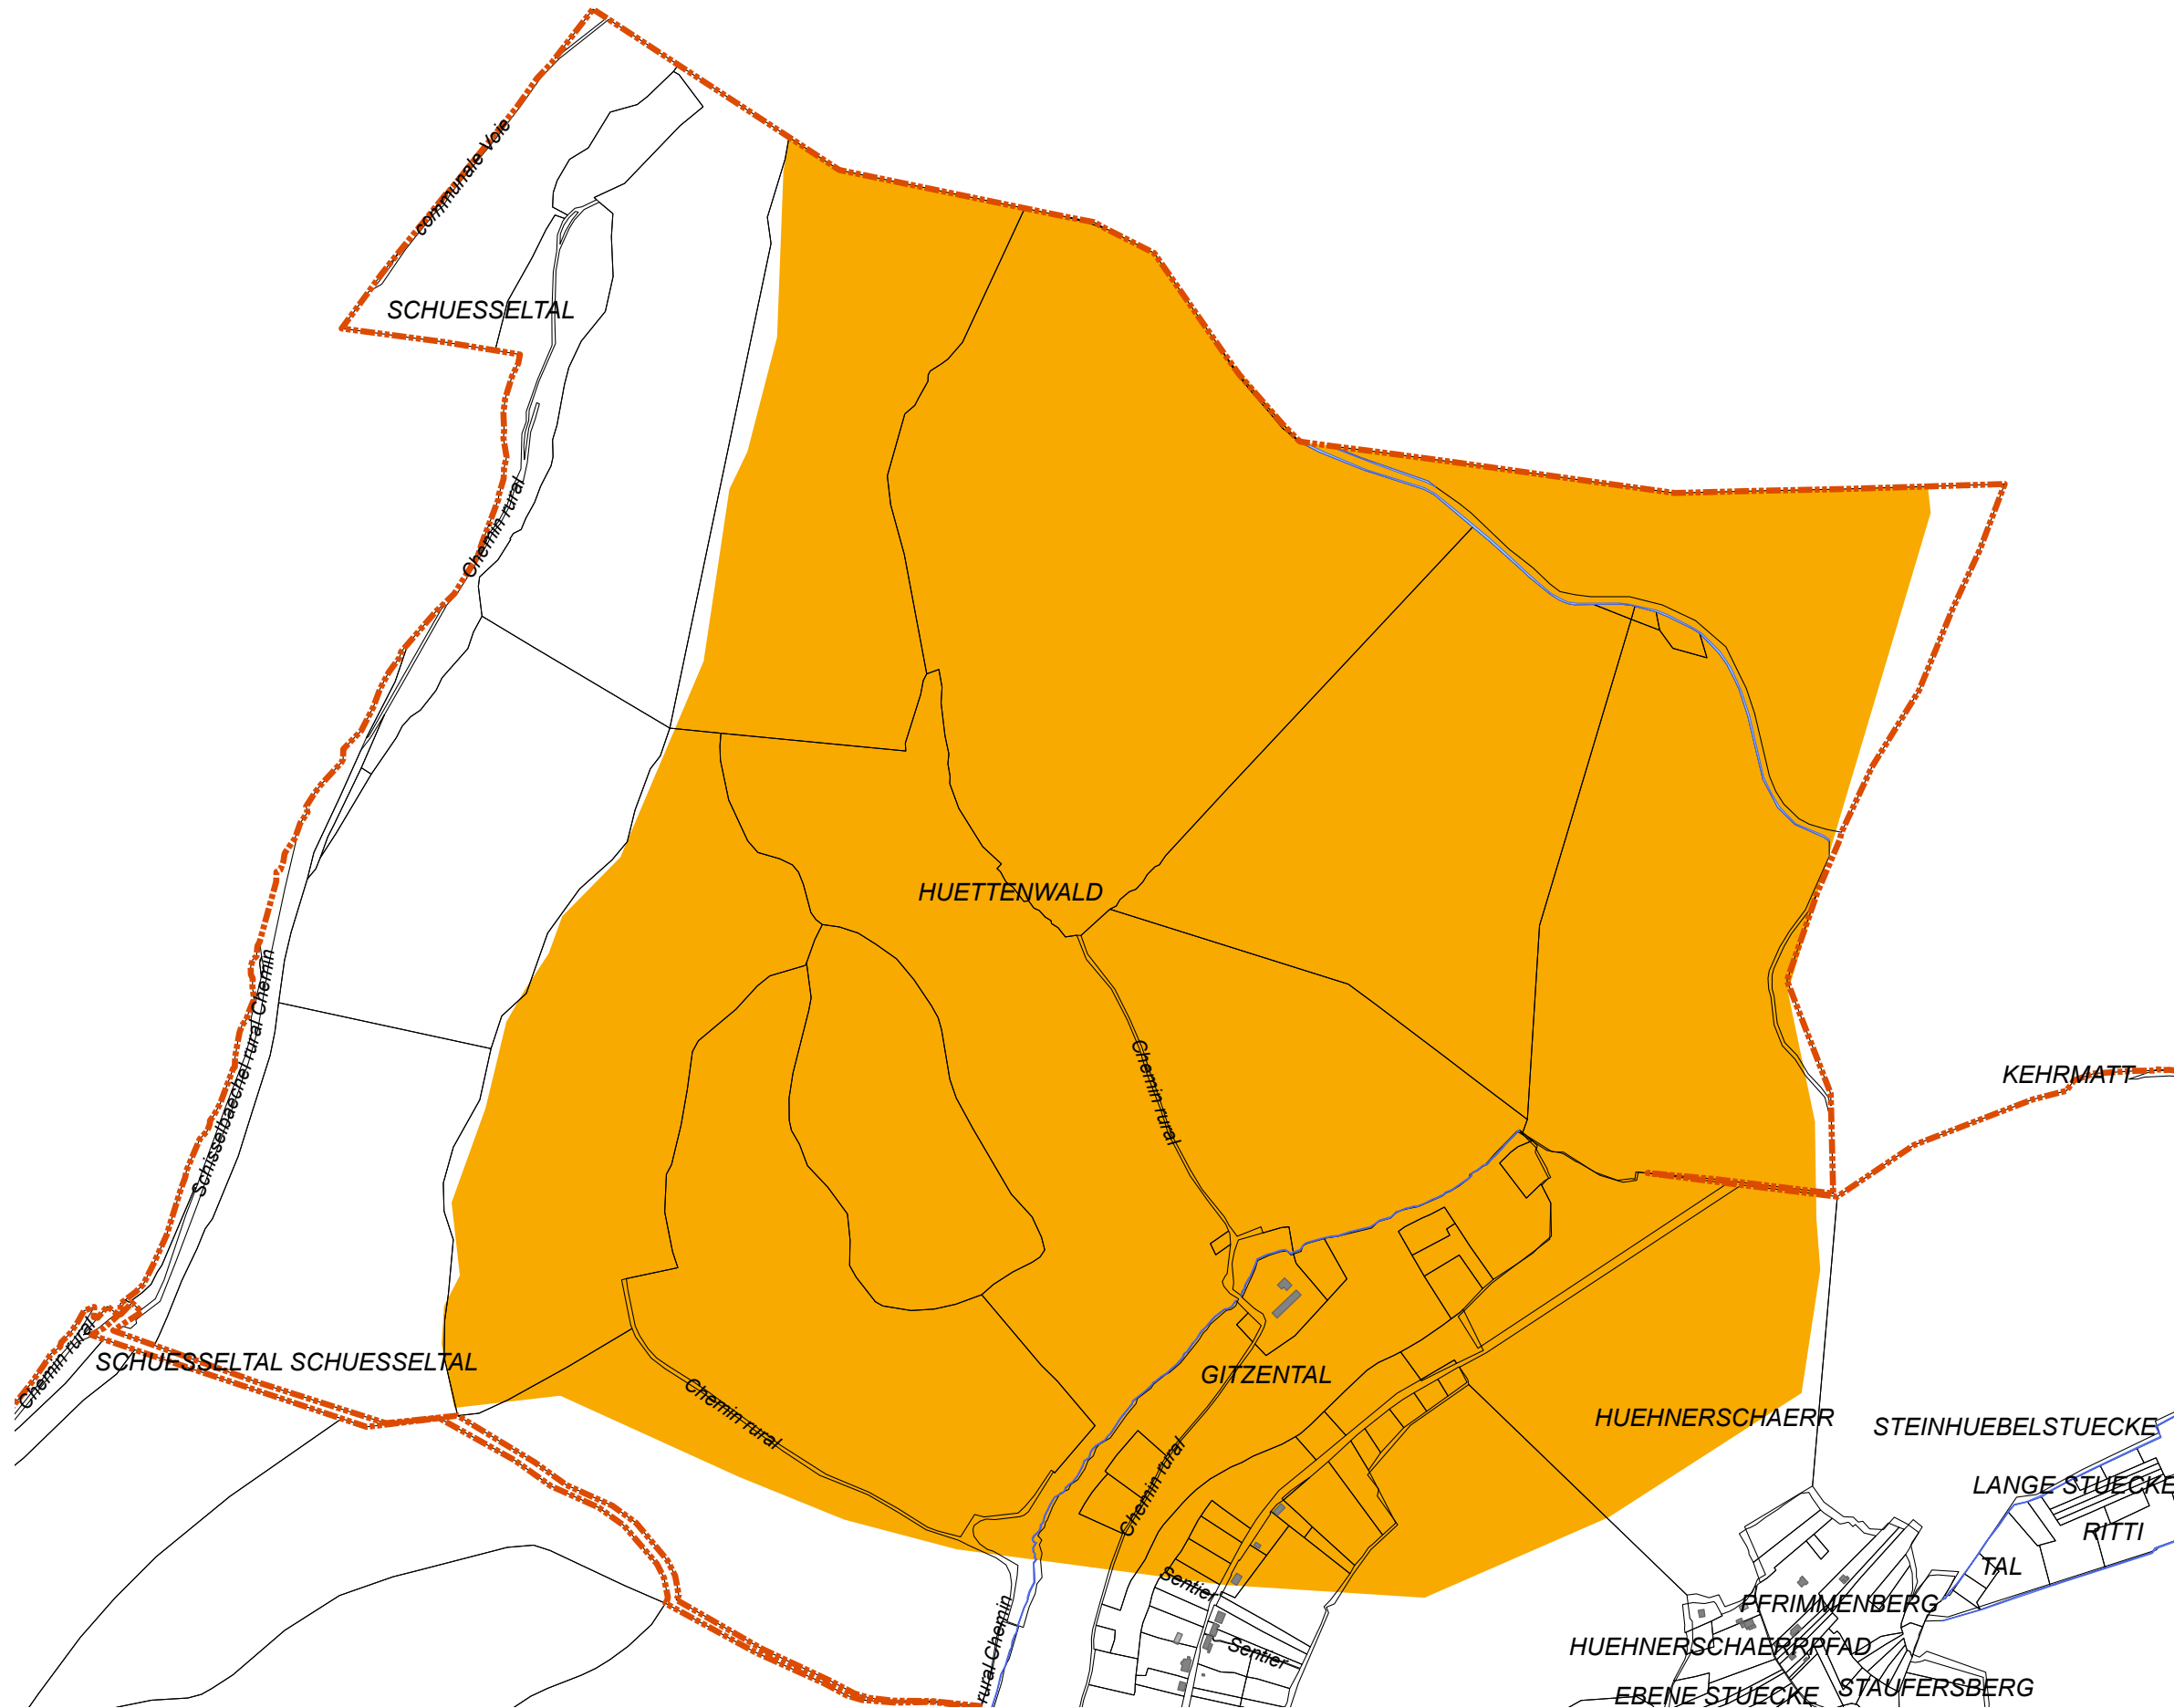 communale Voie
SCHUESSELTAL
Chemin rural
HUETTENWALD
Schisselbaechel rural Chemin
Chemin rural
KEHRMATT
Chemin rural
SCHUESSELTAL SCHUESSELTAL
GITZENTAL
Chemin rural
HUEHNERSCHAERR
STEINHUEBELSTUECKE
Chemin rural
LANGE STUECKE
RITTI
TAL
Sentier
PFRIMMENBERG
rural Chemin
Sentier
HUEHNERSCHAERRPFAD
STAUFERSBERG
EBENE STUECKE